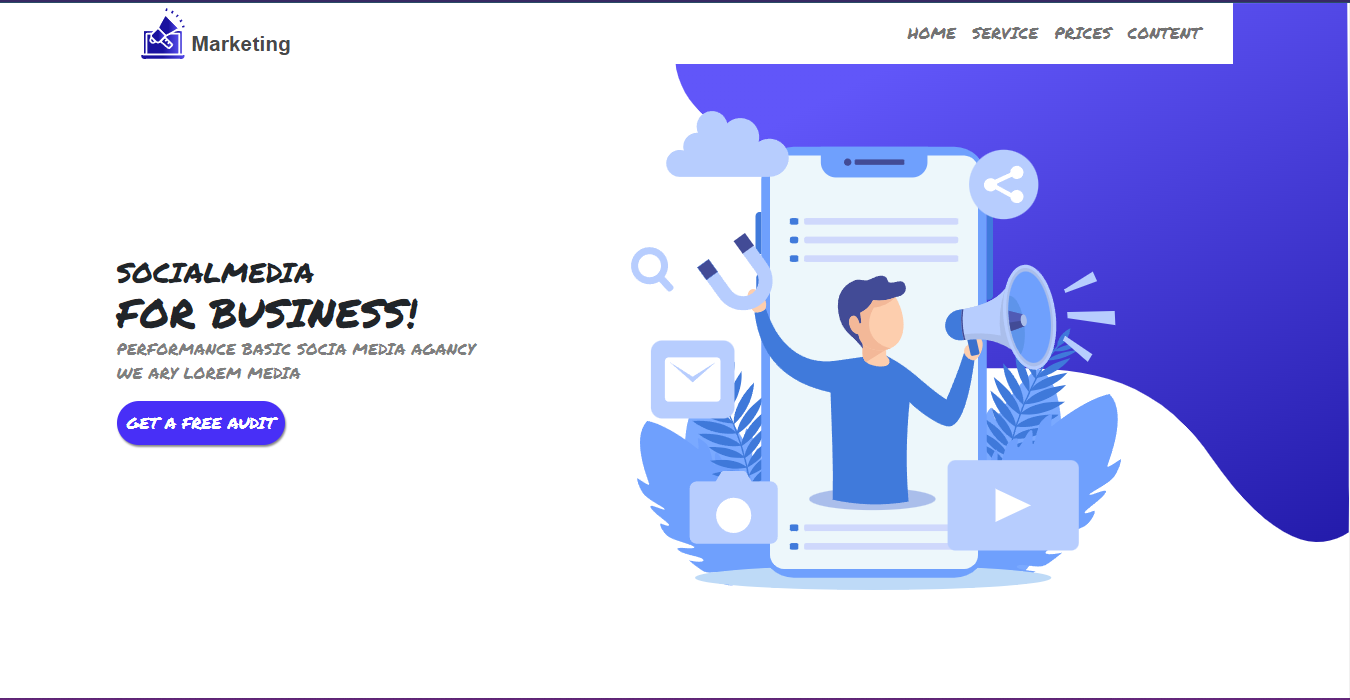 Marketing
HOME SERVICE PRICES CONTENT
SOCIALMEDIA
FOR BUSINESS!
PERFORMANCE BASIC SOCIA MEDIA AGANCY
WE ARY LOREM MEDIA
GET A FREE AUDIT